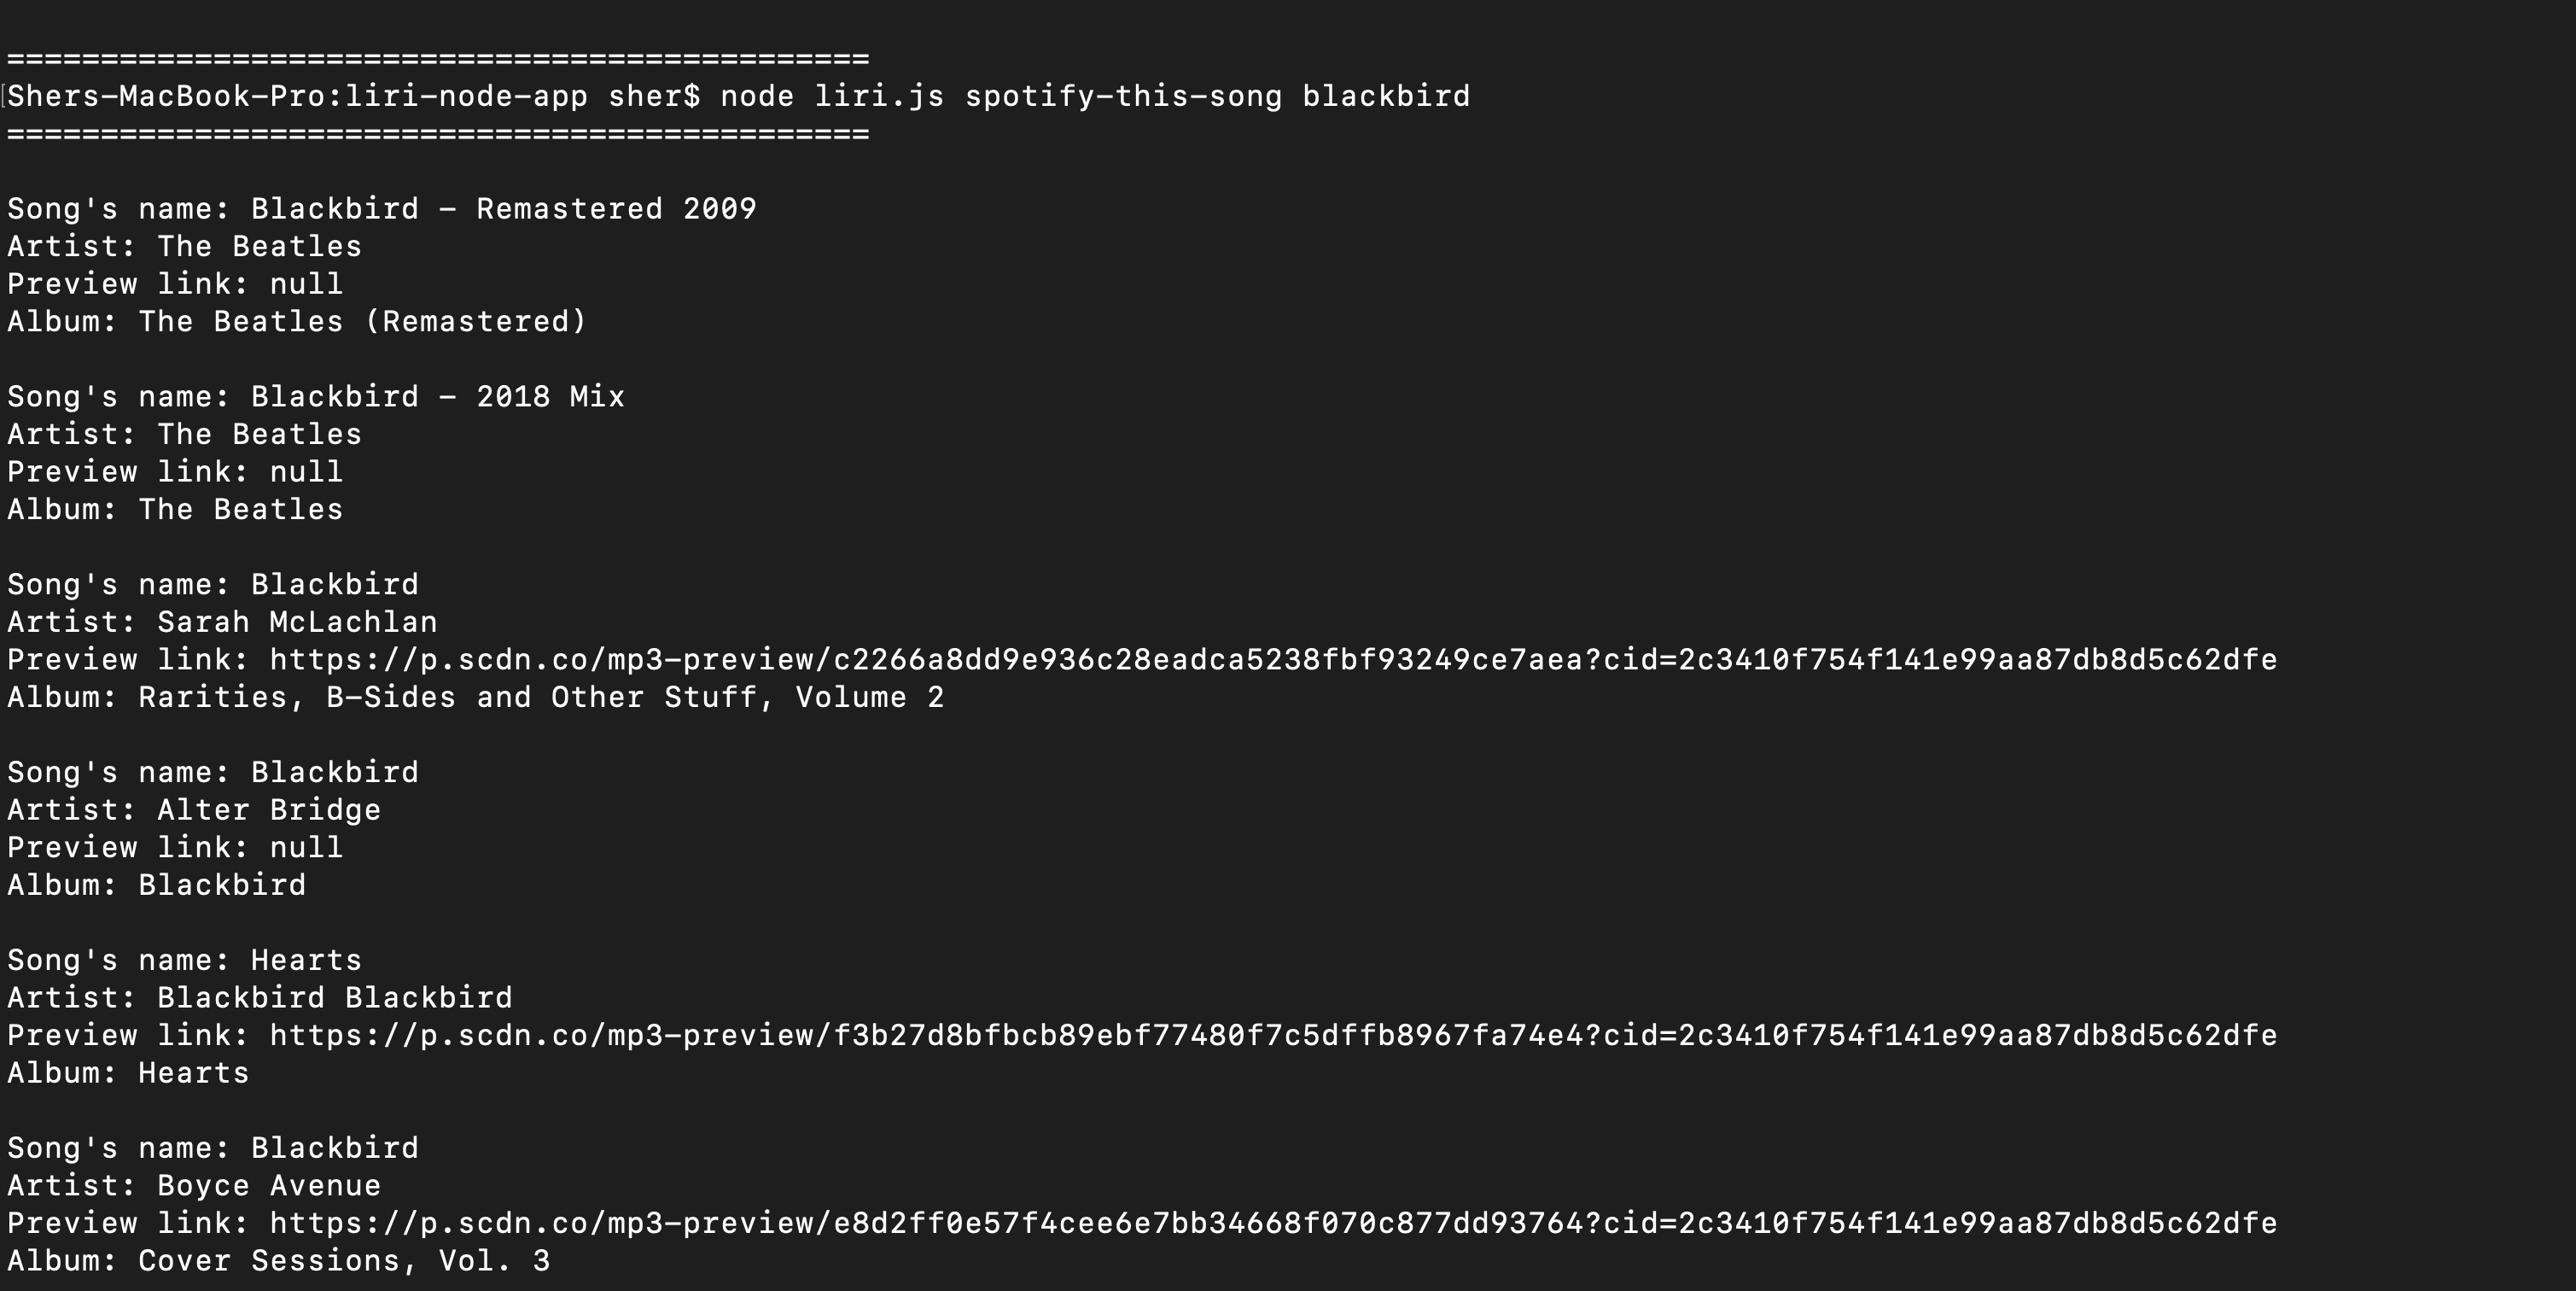 ==============================================
Shers-MacBook-Pro:liri-node-app sher$ node liri.js spotify-this-song blackbird
==============================================
Song's name: Blackbird - Remastered 2009
Artist: The Beatles
Preview link: null
Album: The Beatles (Remastered)
Song's name: Blackbird - 2018 Mix
Artist: The Beatles
Preview link: null
Album: The Beatles
Song's name: Blackbird
Artist: Sarah McLachlan
Preview link: https://p.scdn.co/mp3-preview/c2266a8dd9e936c28eadca5238fbf93249ce7aea?cid=2c3410f754f141e99aa87db8d5c62dfe
Album: Rarities, B-Sides and Other Stuff, Volume 2
Song's name: Blackbird
Artist: Alter Bridge
Preview link: null
Album: Blackbird
Song's name: Hearts
Artist: Blackbird Blackbird
Preview link: https://p.scdn.co/mp3-preview/f3b27d8bfbcb89ebf77480f7c5dffb8967fa74e4?cid=2c3410f754f141e99aa87db8d5c62dfe
Album: Hearts
Song's name: Blackbird
Artist: Boyce Avenue
Preview link: https://p.scdn.co/mp3-preview/e8d2ff0e57f4cee6e7bb34668f070c877dd93764?cid=2c3410f754f141e99aa87db8d5c62dfe
Album: Cover Sessions, Vol. 3